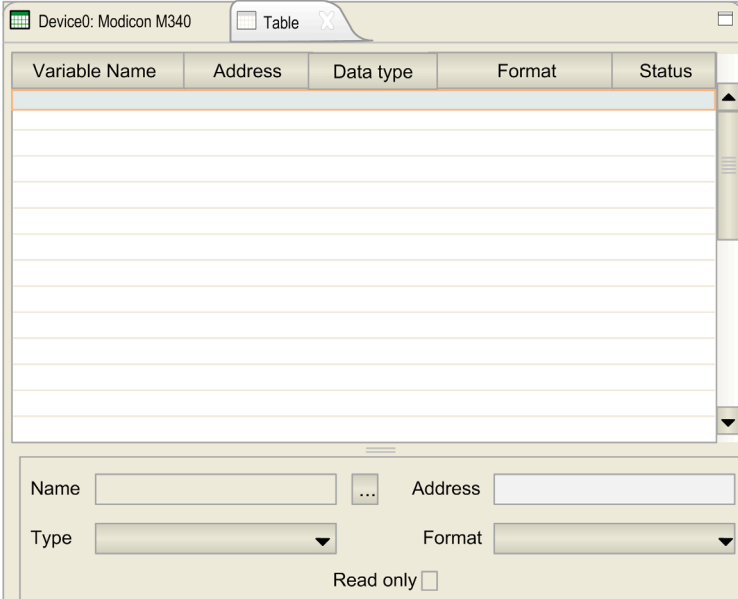 Device0: Modicon M340 Table
Variable Name Address Data type Format Status
Name ... Address
Type Format
Read only